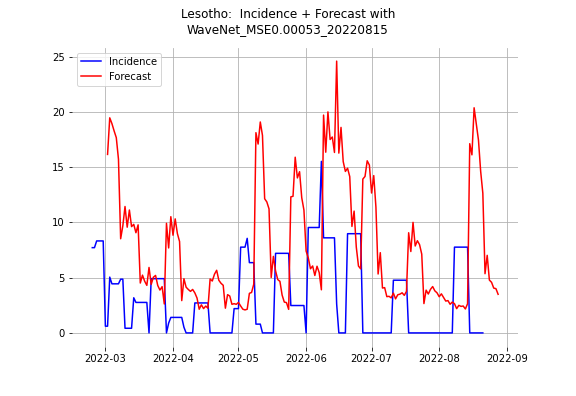 Lesotho:  Incidence + Forecast with
WaveNet_MSE0.00053_20220815
Incidence
Forecast
25
20
15
10
5
0
2022-03 2022-04 2022-05 2022-06 2022-07 2022-08 2022-09